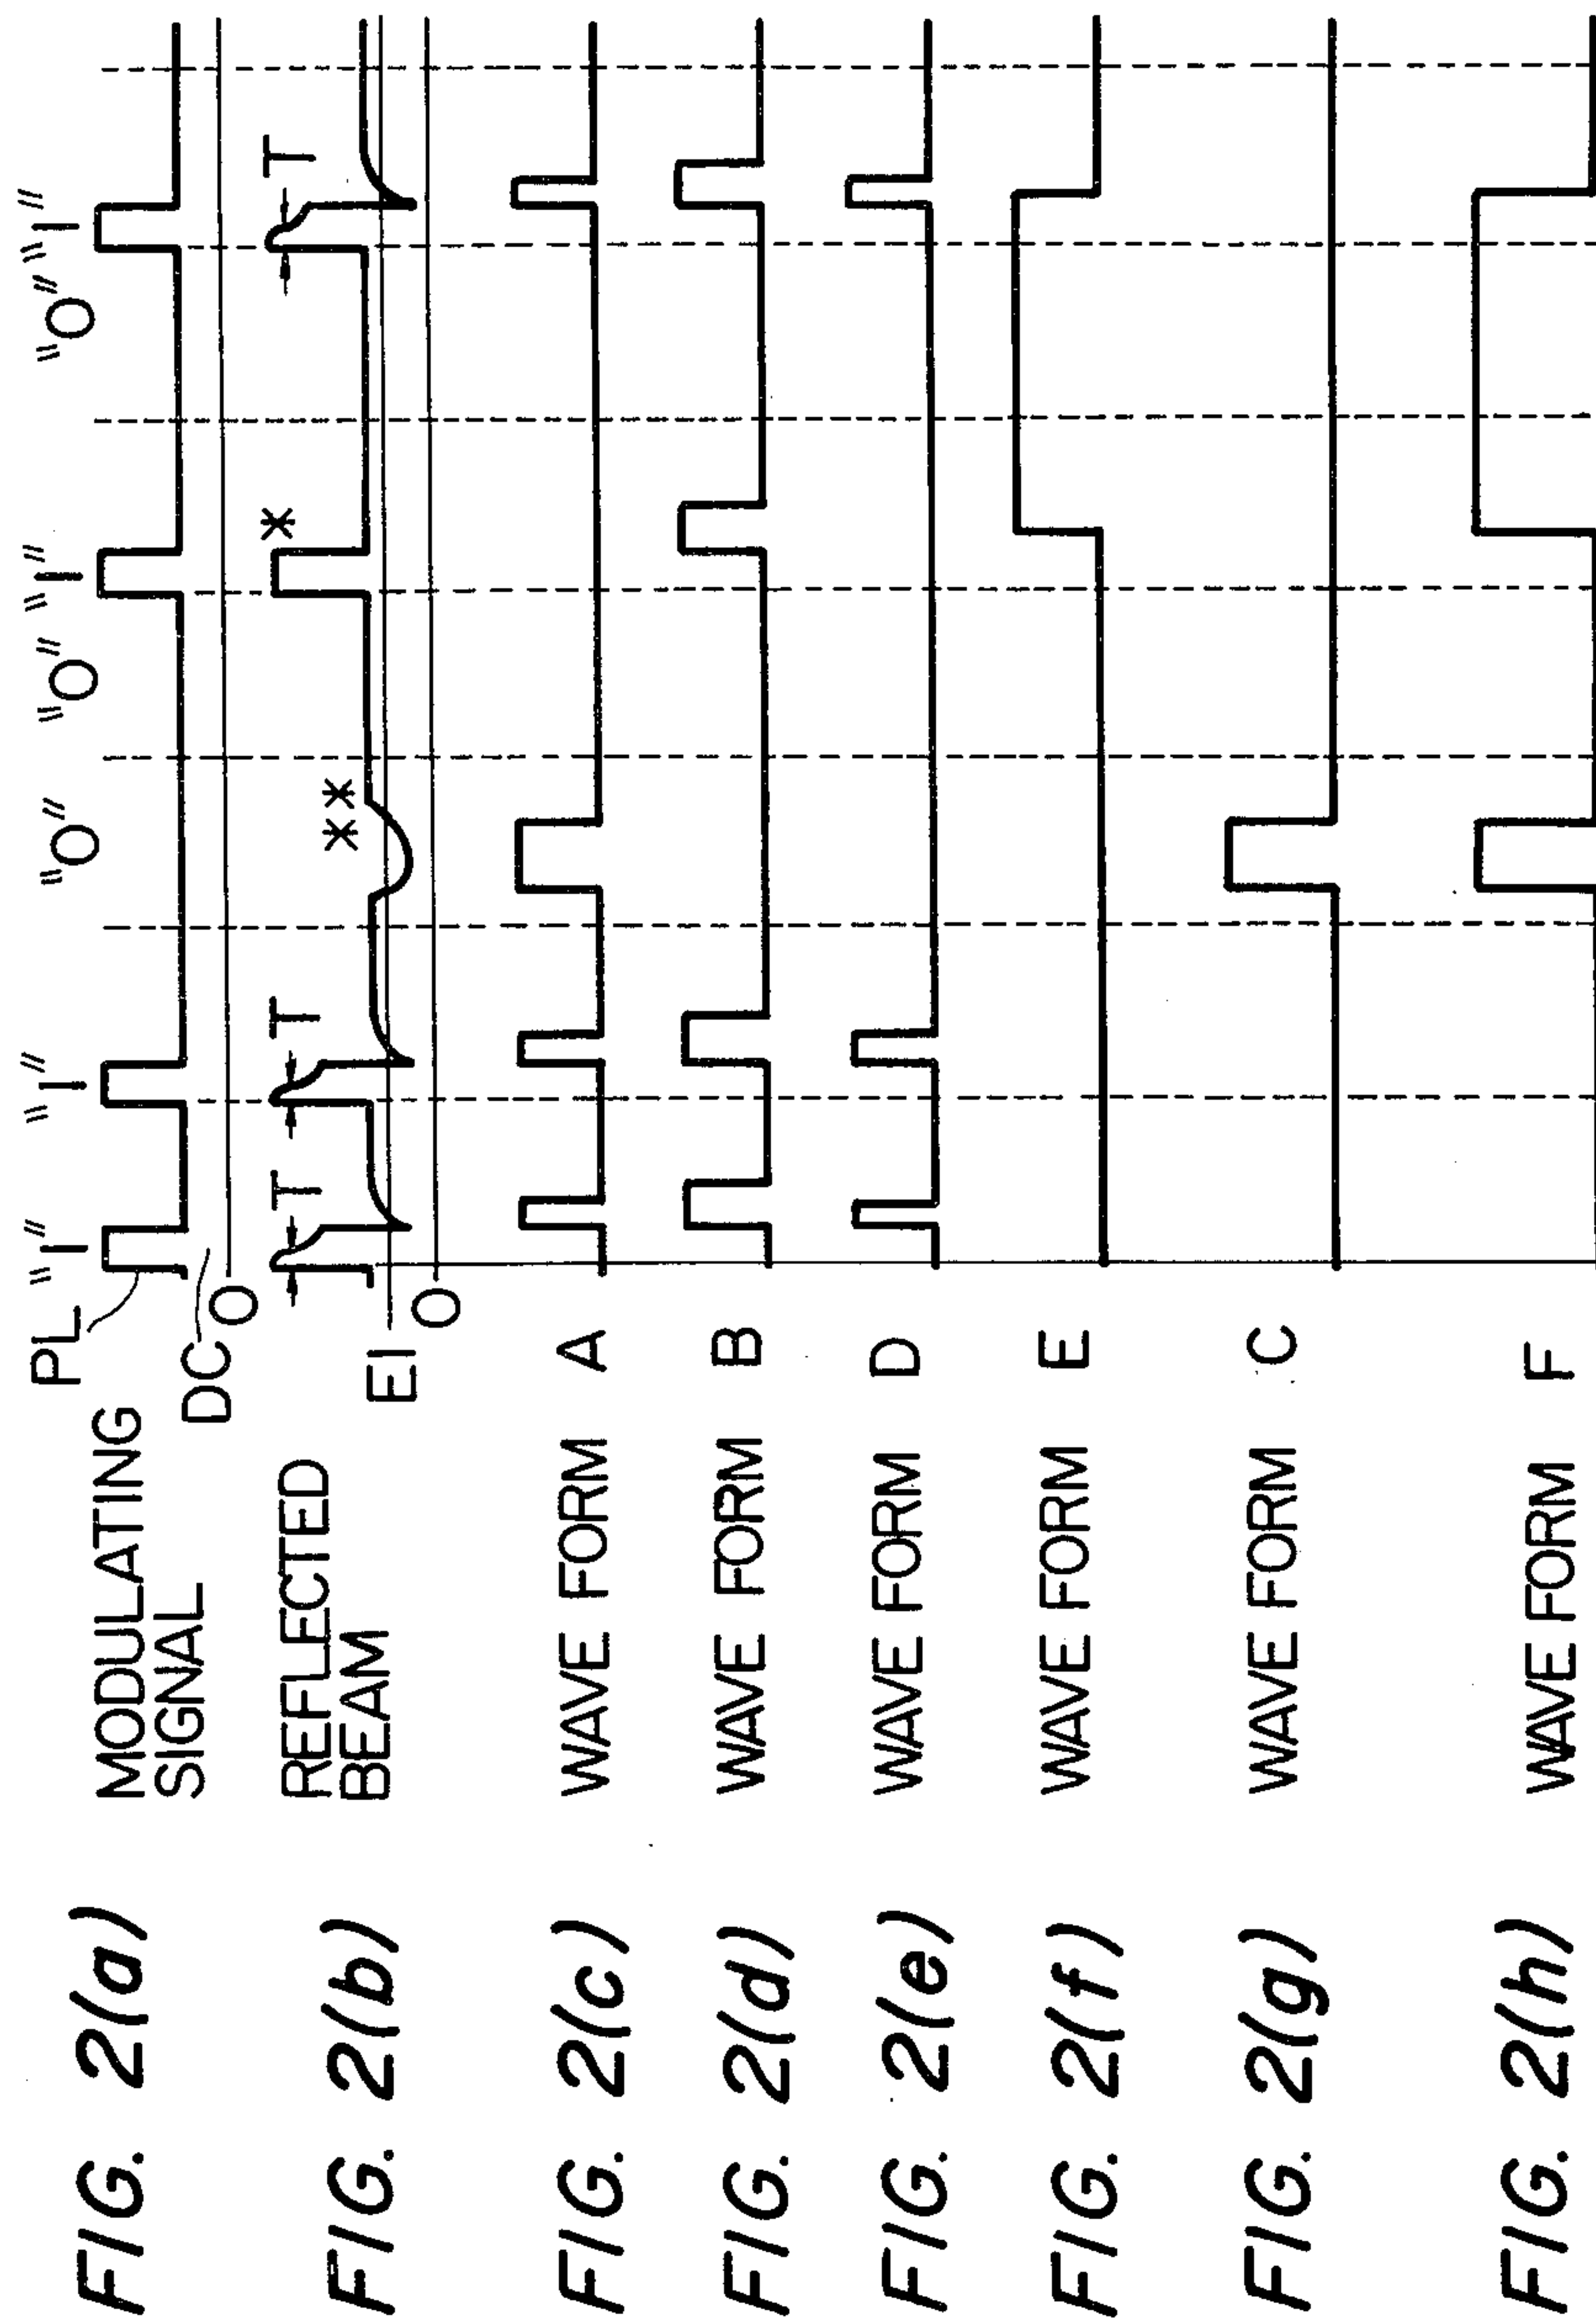 FIG. 2(a) MODULATING SIGNAL PL DC O "1" "1" "0" "0" "1" "0" "1"
FIG. 2(b) REFLECTED BEAM EI O T T ** * T
FIG. 2(c) WAVE FORM A
FIG. 2(d) WAVE FORM B
FIG. 2(e) WAVE FORM D
FIG. 2(f) WAVE FORM E
FIG. 2(g) WAVE FORM C
FIG. 2(h) WAVE FORM F